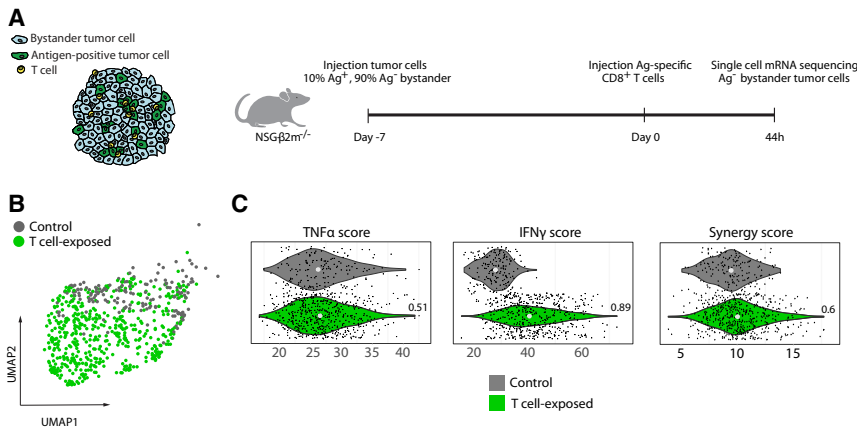 A
Bystander tumor cell
Antigen-positive tumor cell
T cell
Injection tumor cells
10% Ag+, 90% Ag- bystander
Injection Ag-specific
CD8+ T cells
Single cell mRNA sequencing
Ag- bystander tumor cells
NSGβ2m-/-
Day -7
Day 0
44h
B
Control
T cell-exposed
UMAP2
UMAP1
C
TNFα score
IFNγ score
Synergy score
0.51
0.89
0.6
20 25 30 35 40
20 40 60
5 10 15
Control
T cell-exposed